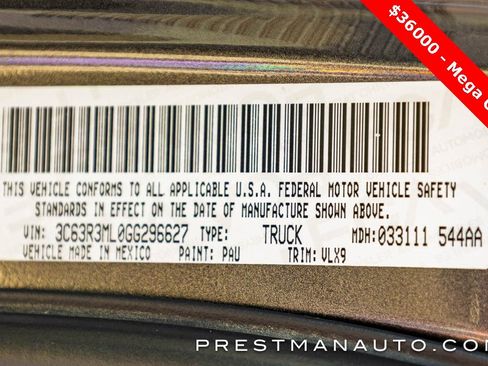 $36000 - Mega
THIS VEHICLE CONFORMS TO ALL APPLICABLE U.S.A. FEDERAL MOTOR VEHICLE SAFETY
STANDARDS IN EFFECT ON THE DATE OF MANUFACTURE SHOWN ABOVE.
VIN: 3C63R3ML0GG296627 TYPE: TRUCK MDH: 033111 544AA
VEHICLE MADE IN MEXICO PAINT: PAU TRIM: VLX9
PRESTMANAUTO.COM